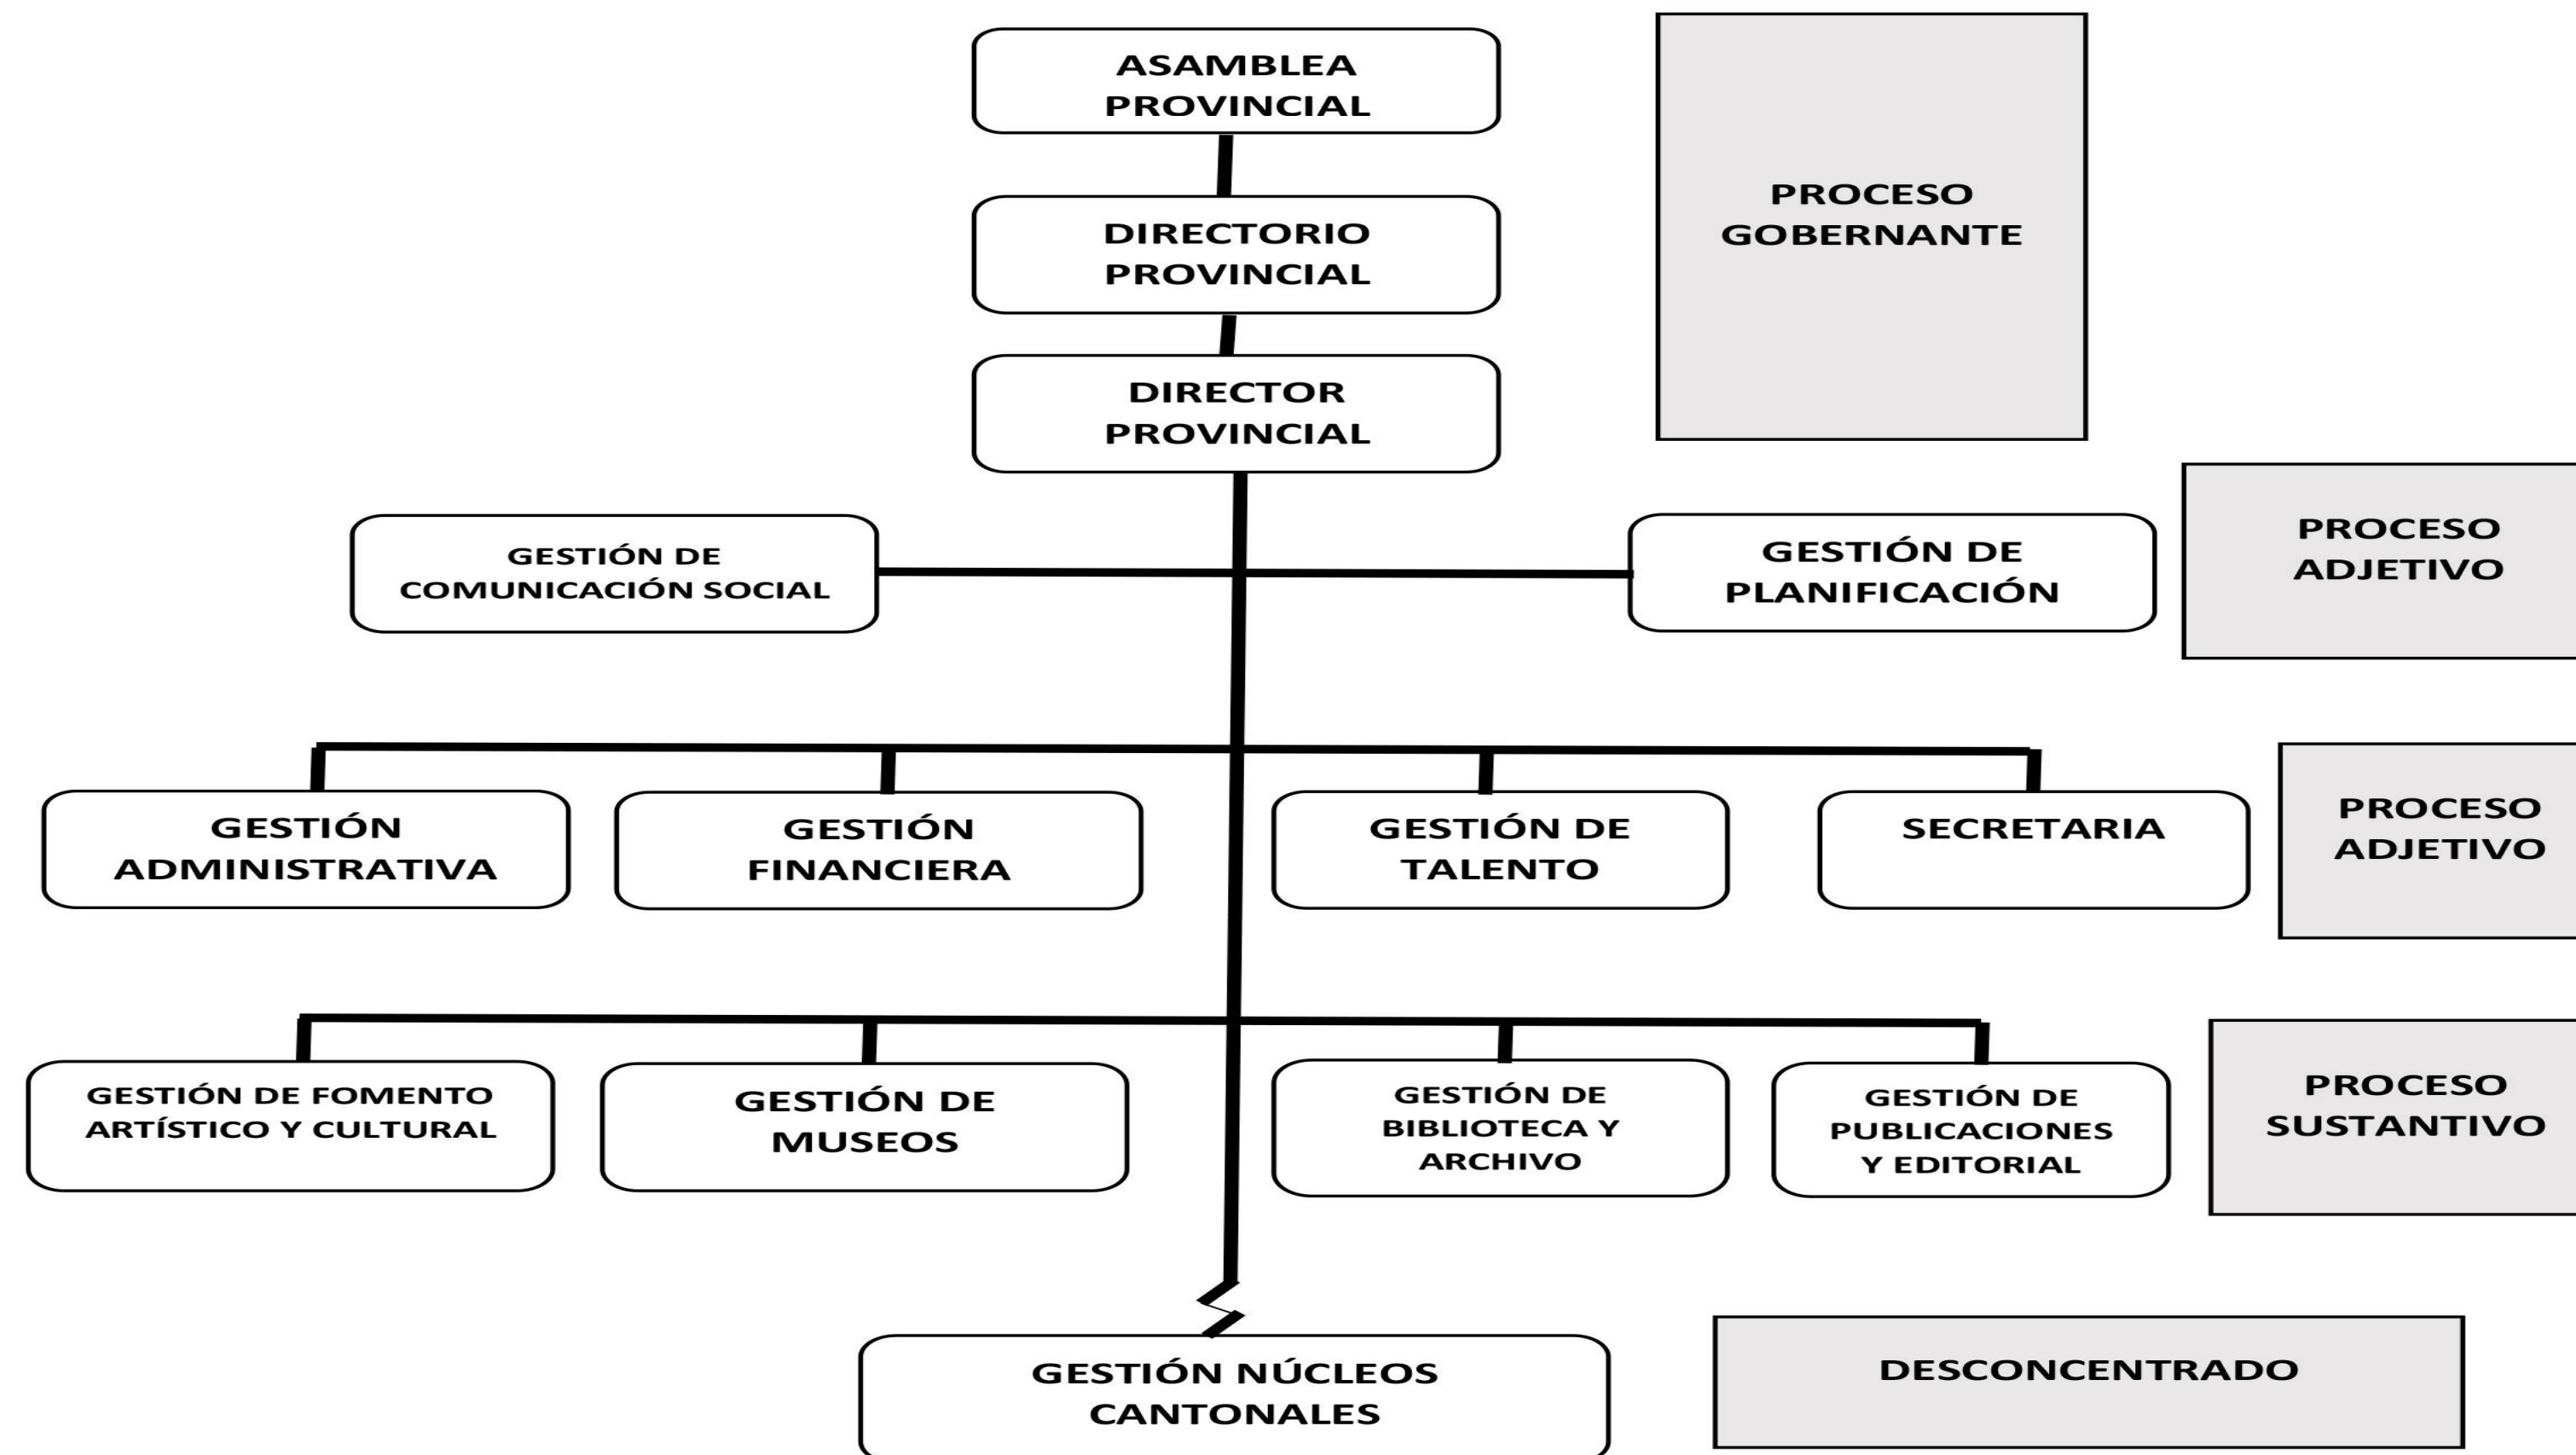 ASAMBLEA
PROVINCIAL
PROCESO
GOBERNANTE
DIRECTORIO
PROVINCIAL
DIRECTOR
PROVINCIAL
GESTIÓN DE
COMUNICACIÓN SOCIAL
GESTIÓN DE
PLANIFICACIÓN
PROCESO
ADJETIVO
GESTIÓN
ADMINISTRATIVA
GESTIÓN
FINANCIERA
GESTIÓN DE
TALENTO
SECRETARIA
PROCESO
ADJETIVO
GESTIÓN DE FOMENTO
ARTÍSTICO Y CULTURAL
GESTIÓN DE
MUSEOS
GESTIÓN DE
BIBLIOTECA Y
ARCHIVO
GESTIÓN DE
PUBLICACIONES
Y EDITORIAL
PROCESO
SUSTANTIVO
GESTIÓN NÚCLEOS
CANTONALES
DESCONCENTRADO